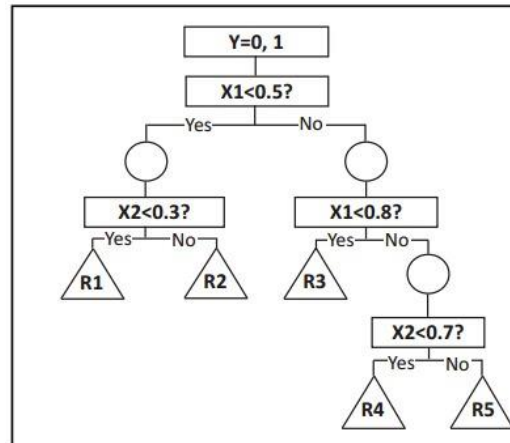 Y=0, 1
X1<0.5?
Yes No
X2<0.3? X1<0.8?
Yes No Yes No
R1 R2 R3
X2<0.7?
Yes No
R4 R5